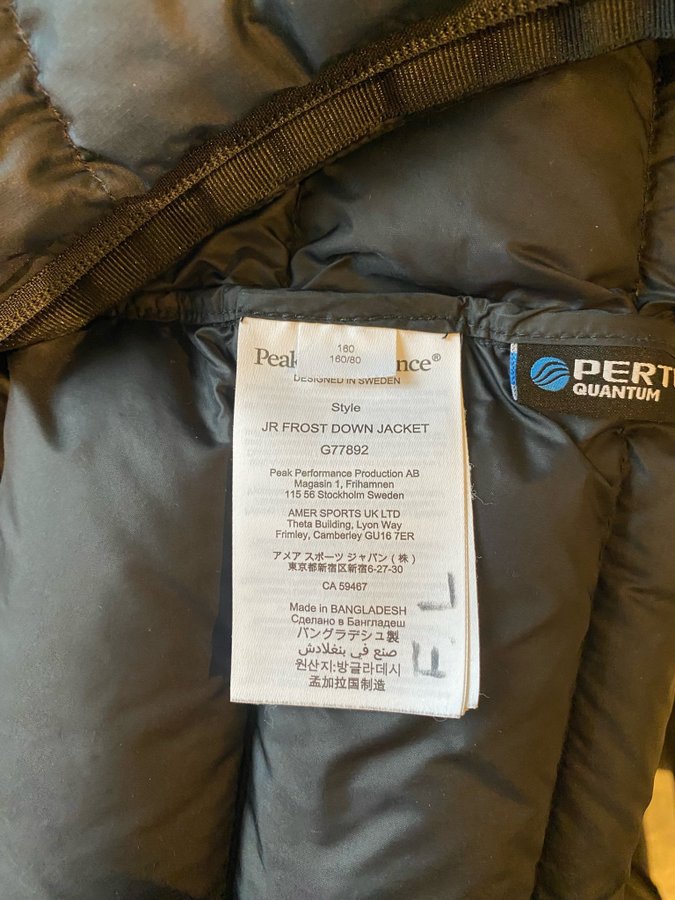 160
160/80
Peak nce®
DESIGNED IN SWEDEN
Style
JR FROST DOWN JACKET
G77892
Peak Performance Production AB
Magasin 1, Frihamnen
115 56 Stockholm Sweden
AMER SPORTS UK LTD
Theta Building, Lyon Way
Frimley, Camberley GU16 7ER
アメア スポーツ ジャパン (株)
東京都新宿区新宿6-27-30
CA 59467
Made in BANGLADESH
Сделано в Бангладеш
バングラデシュ製
صنع في بنغلادش
원산지:방글라데시
孟加拉国制造
PERT
QUANTUM